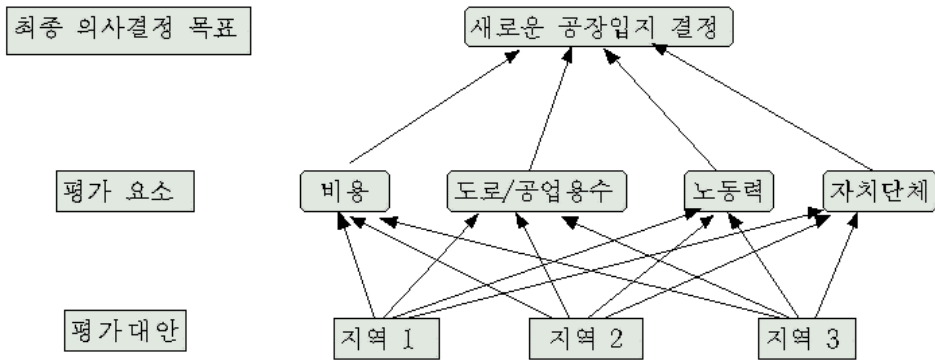 최종 의사결정 목표
새로운 공장입지 결정
평가 요소
비용
도로/공업용수
노동력
자치단체
평가대안
지역 1
지역 2
지역 3